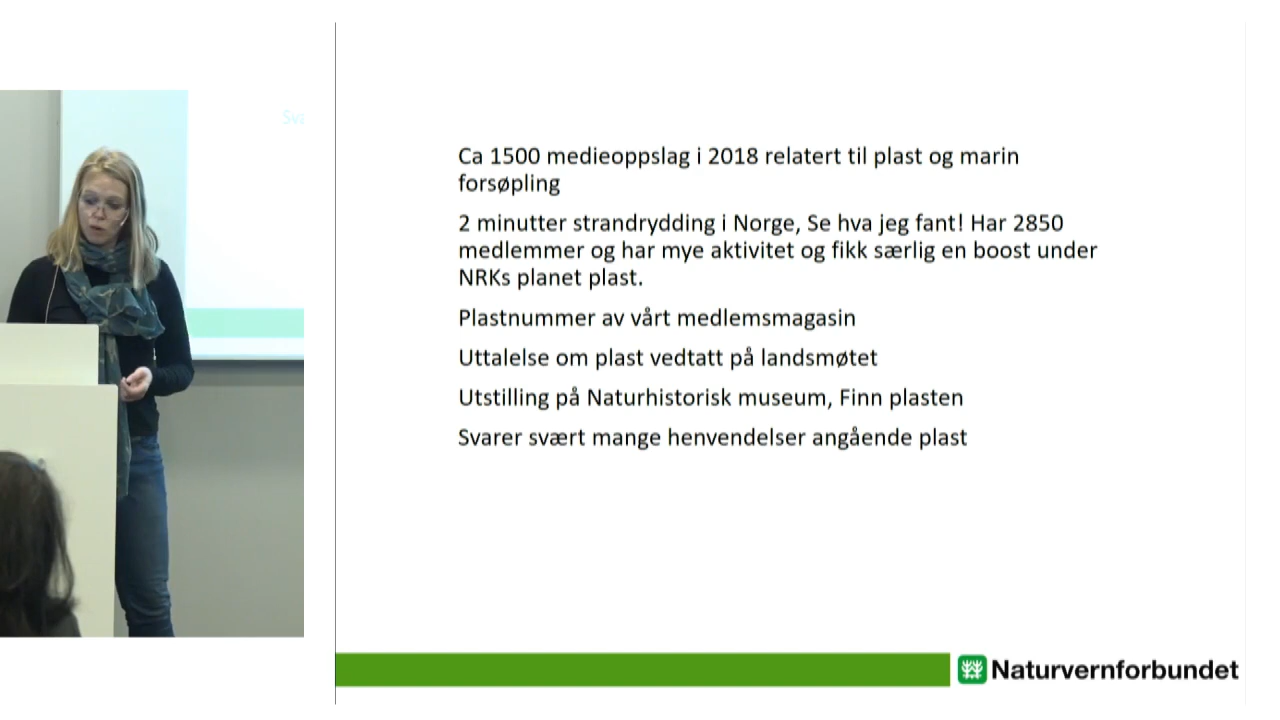 Sva
Ca 1500 medieoppslag i 2018 relatert til plast og marin
forsøpling
2 minutter strandrydding i Norge, Se hva jeg fant! Har 2850
medlemmer og har mye aktivitet og fikk særlig en boost under
NRKs planet plast.
Plastnummer av vårt medlemsmagasin
Uttalelse om plast vedtatt på landsmøtet
Utstilling på Naturhistorisk museum, Finn plasten
Svarer svært mange henvendelser angående plast
Naturvernforbundet